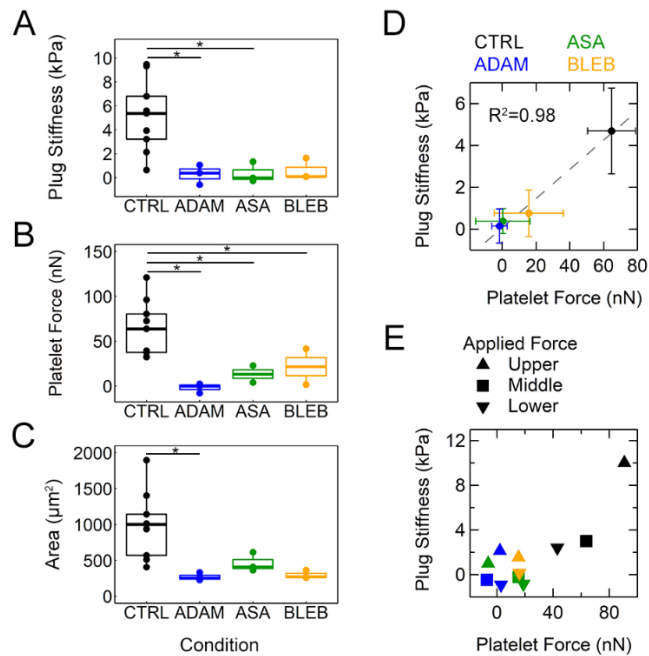 A
Plug Stiffness (kPa)
10
8
6
4
2
0
*
*
CTRL ADAM ASA BLEB
B
Platelet Force (nN)
150
100
50
0
*
*
*
CTRL ADAM ASA BLEB
C
Area (µm²)
2000
1500
1000
500
0
*
CTRL ADAM ASA BLEB
Condition
D
CTRL ASA
ADAM BLEB
Plug Stiffness (kPa)
6
4
2
0
R²=0.98
0 20 40 60 80
Platelet Force (nN)
E
Applied Force
Upper
Middle
Lower
Plug Stiffness (kPa)
12
8
4
0
0 40 80
Platelet Force (nN)